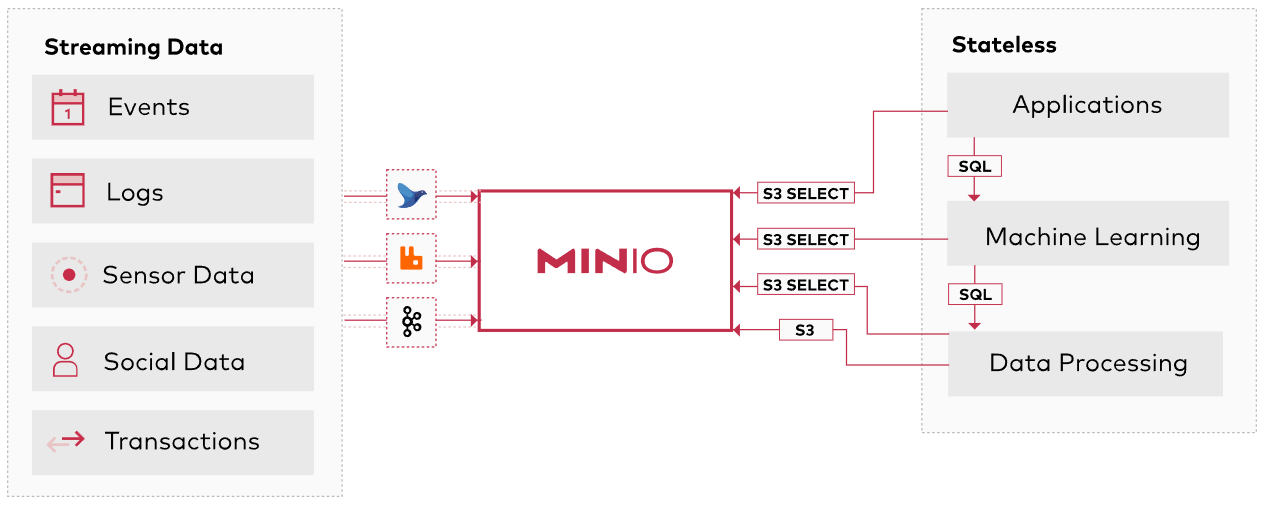 Streaming Data
1
Events
Logs
Sensor Data
Social Data
Transactions
MINIO
S3 SELECT
S3 SELECT
S3 SELECT
S3
Stateless
Applications
SQL
Machine Learning
SQL
Data Processing